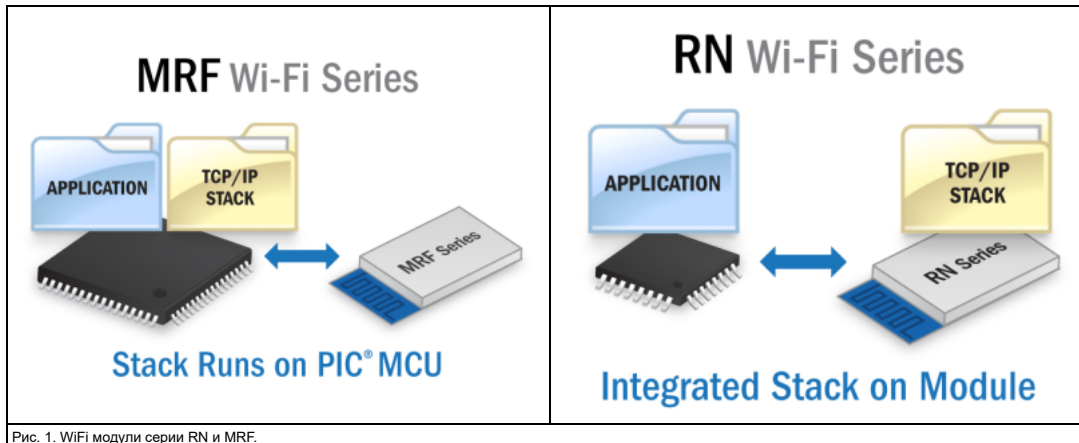 MRF Wi-Fi Series
APPLICATION
TCP/IP
STACK
MRF Series
Stack Runs on PIC® MCU
RN Wi-Fi Series
APPLICATION
TCP/IP
STACK
RN Series
Integrated Stack on Module
Рис. 1. WiFi модули серии RN и MRF.